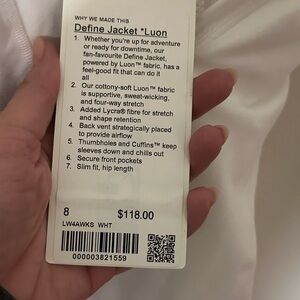 WHY WE MADE THIS
Define Jacket *Luon
1. Whether you're up for adventure
or ready for downtime, our
fan-favourite Define Jacket,
powered by Luon™ fabric, has a
feel-good fit that can do it
all
2. Our cottony-soft Luon™ fabric
is supportive, sweat-wicking,
and four-way stretch
3. Added Lycra® fibre for stretch
and shape retention
4. Back vent strategically placed
to provide airflow
5. Thumbholes and Cuffins™ keep
sleeves down and chills out
6. Secure front pockets
7. Slim fit, hip length
8 $118.00
LW4AWKS WHT
000003821559